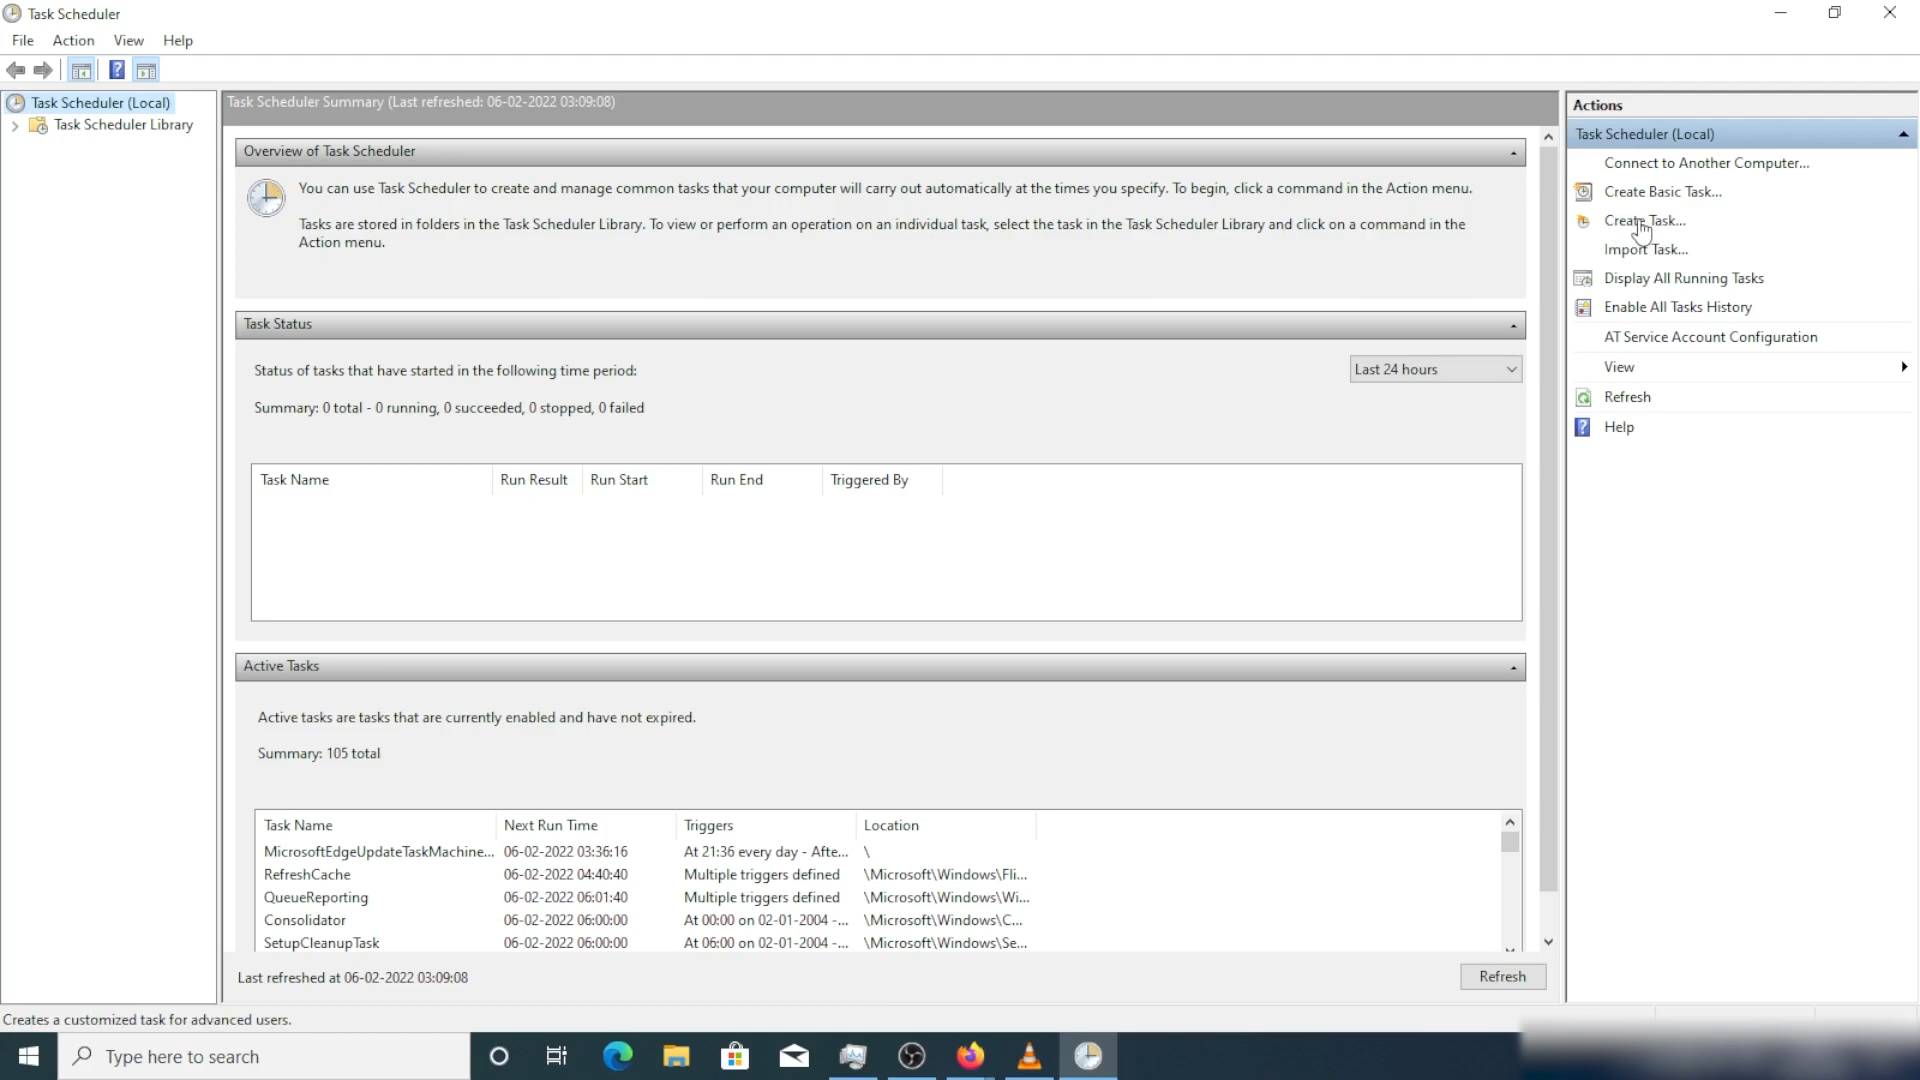 Task Scheduler
File Action View Help
Task Scheduler (Local)
Task Scheduler Library
Task Scheduler Summary (Last refreshed: 06-02-2022 03:09:08)
Overview of Task Scheduler
You can use Task Scheduler to create and manage common tasks that your computer will carry out automatically at the times you specify. To begin, click a command in the Action menu.
Tasks are stored in folders in the Task Scheduler Library. To view or perform an operation on an individual task, select the task in the Task Scheduler Library and click on a command in the
Action menu.
Task Status
Status of tasks that have started in the following time period:
Last 24 hours
Summary: 0 total - 0 running, 0 succeeded, 0 stopped, 0 failed
Task Name Run Result Run Start Run End Triggered By
Active Tasks
Active tasks are tasks that are currently enabled and have not expired.
Summary: 105 total
Task Name Next Run Time Triggers Location
MicrosoftEdgeUpdateTaskMachine... 06-02-2022 03:36:16 At 21:36 every day - Afte... \
RefreshCache 06-02-2022 04:40:40 Multiple triggers defined \Microsoft\Windows\Fli...
QueueReporting 06-02-2022 06:01:40 Multiple triggers defined \Microsoft\Windows\Wi...
Consolidator 06-02-2022 06:00:00 At 00:00 on 02-01-2004 -... \Microsoft\Windows\C...
SetupCleanupTask 06-02-2022 06:00:00 At 06:00 on 02-01-2004 -... \Microsoft\Windows\Se...
Last refreshed at 06-02-2022 03:09:08
Refresh
Actions
Task Scheduler (Local)
Connect to Another Computer...
Create Basic Task...
Create Task...
Import Task...
Display All Running Tasks
Enable All Tasks History
AT Service Account Configuration
View
Refresh
Help
Creates a customized task for advanced users.
Type here to search